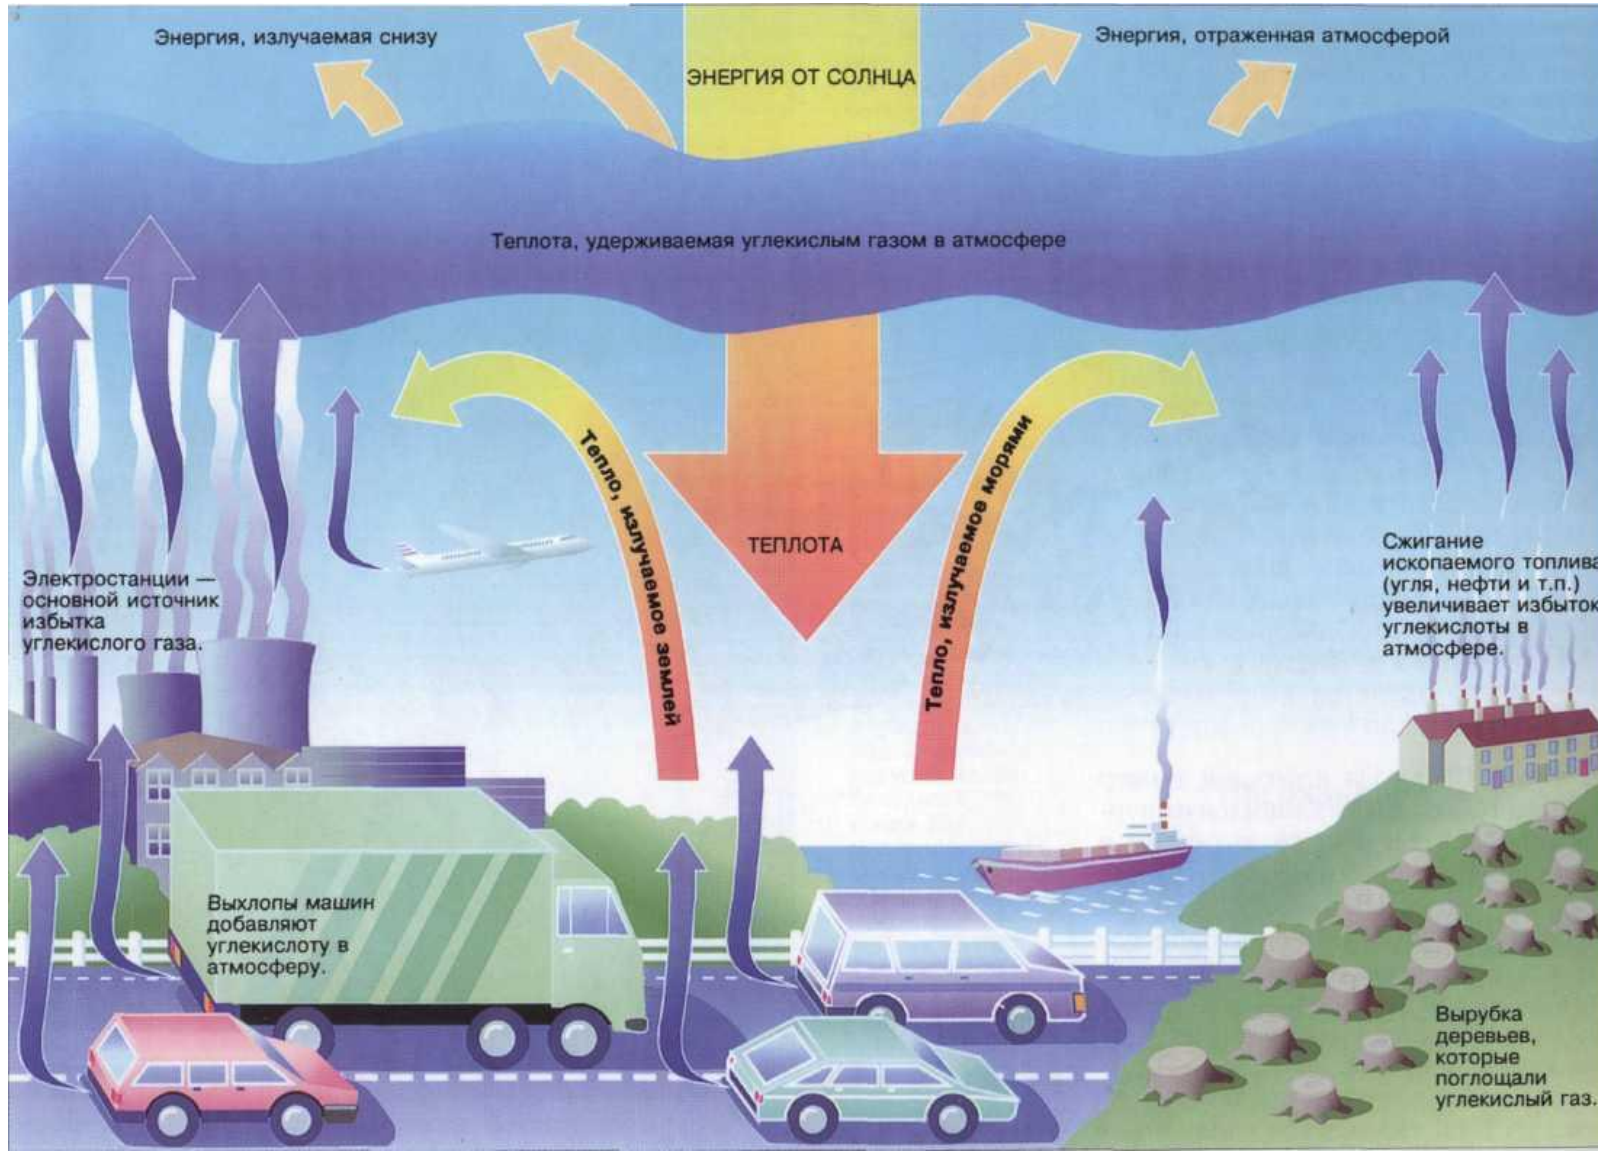 Энергия, излучаемая снизу
ЭНЕРГИЯ ОТ СОЛНЦА
Энергия, отраженная атмосферой
Теплота, удерживаемая углекислым газом в атмосфере
Тепло, излучаемое землей
ТЕПЛОТА
Тепло, излучаемое морями
Электростанции —
основной источник
избытка
углекислого газа.
Сжигание
ископаемого топлива
(угля, нефти и т.п.)
увеличивает избыток
углекислоты в
атмосфере.
Выхлопы машин
добавляют
углекислоту в
атмосферу.
Вырубка
деревьев,
которые
поглощали
углекислый газ.